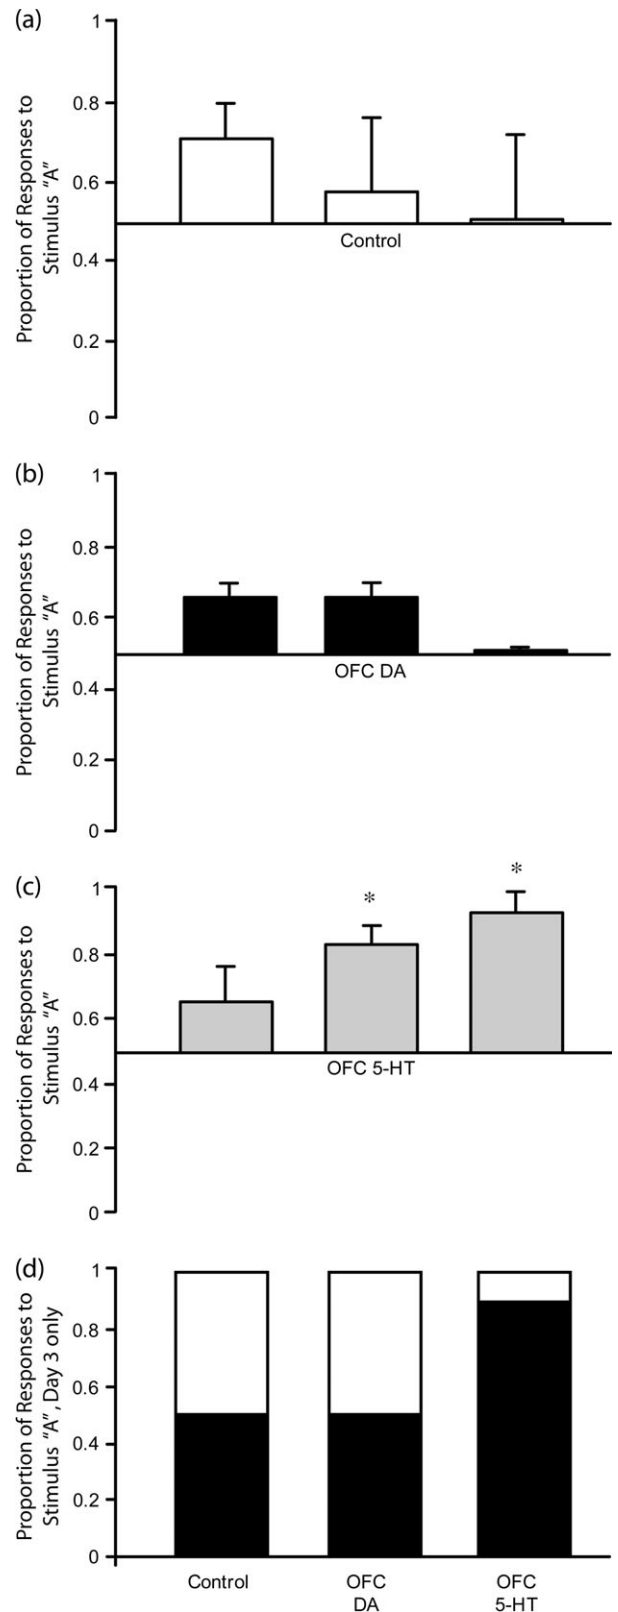 (a)
Proportion of Responses to
Stimulus “A”
1
0.8
0.6
0.4
0.2
0
Control
(b)
Proportion of Responses to
Stimulus “A”
1
0.8
0.6
0.4
0.2
0
OFC DA
(c)
Proportion of Responses to
Stimulus “A”
1
0.8
0.6
0.4
0.2
0
*
*
OFC 5-HT
(d)
Proportion of Responses to
Stimulus “A”, Day 3 only
1
0.8
0.6
0.4
0.2
0
Control
OFC
DA
OFC
5-HT